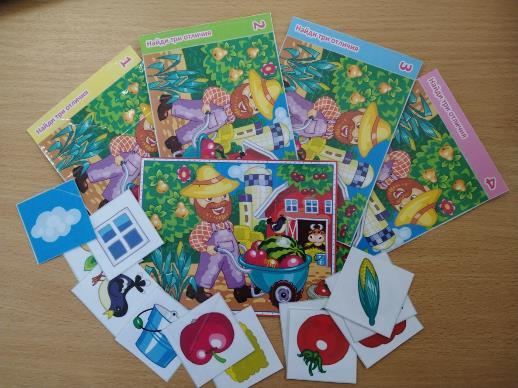 Найди три отличия 1
Найди три отличия 2
Найди три отличия 3
Найди три отличия 4